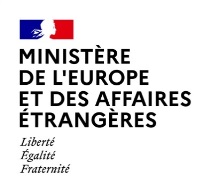 MINISTÈRE
DE L'EUROPE
ET DES AFFAIRES
ÉTRANGÈRES
Liberté
Égalité
Fraternité